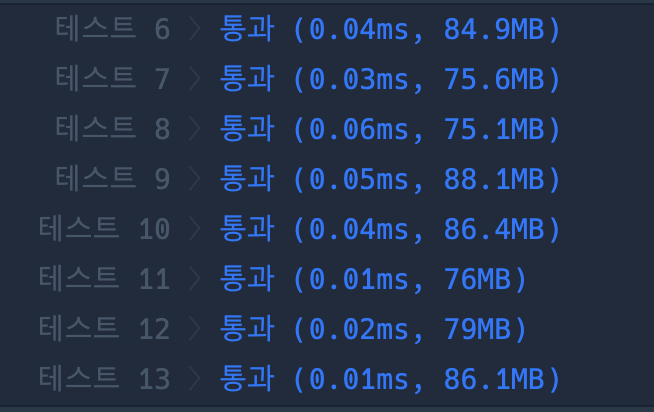 테스트 6 〉 통과 (0.04ms, 84.9MB)
테스트 7 〉 통과 (0.03ms, 75.6MB)
테스트 8 〉 통과 (0.06ms, 75.1MB)
테스트 9 〉 통과 (0.05ms, 88.1MB)
테스트 10 〉 통과 (0.04ms, 86.4MB)
테스트 11 〉 통과 (0.01ms, 76MB)
테스트 12 〉 통과 (0.02ms, 79MB)
테스트 13 〉 통과 (0.01ms, 86.1MB)